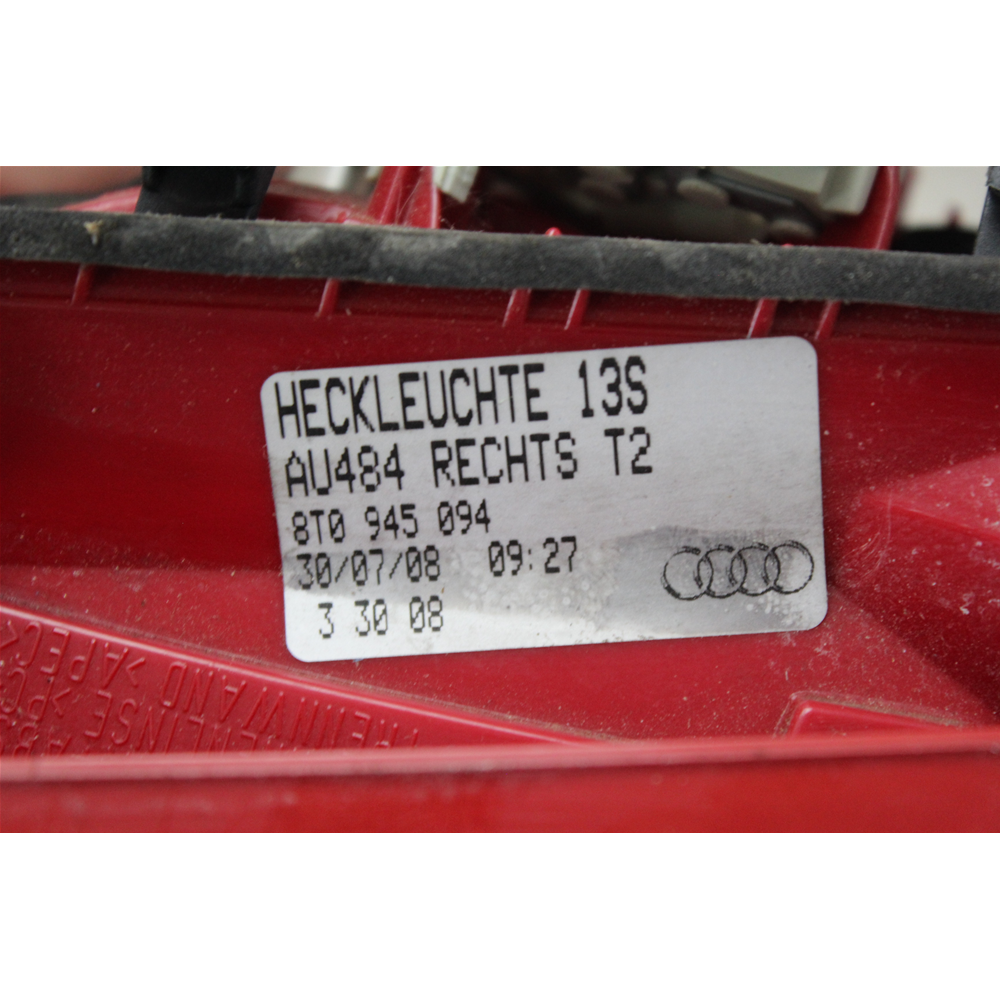 HECKLEUCHTE 13S
AU484 RECHTS T2
8T0 945 094
30/07/08 09:27
3 30 08